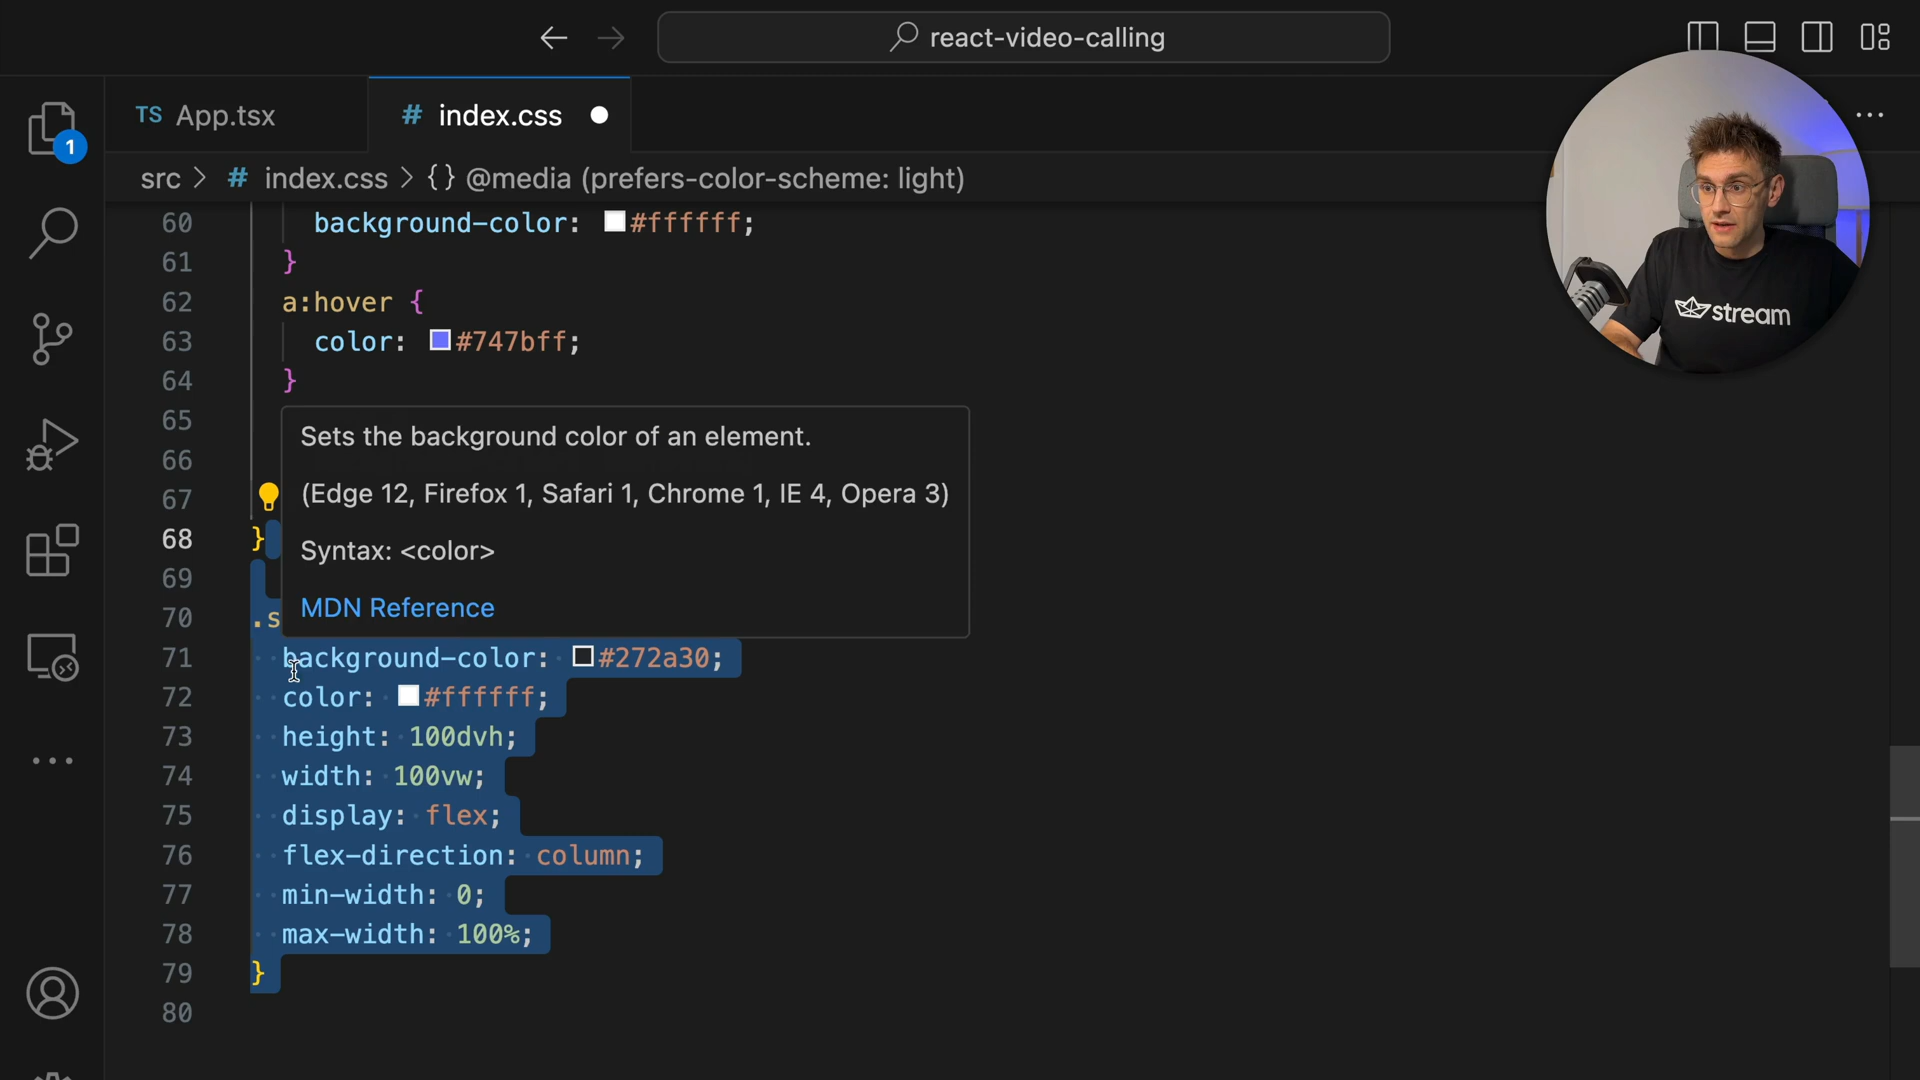 react-video-calling
TS App.tsx
# index.css
src > # index.css > {} @media (prefers-color-scheme: light)
60 background-color: #ffffff;
61 }
62 a:hover {
63 color: #747bff;
64 }
65
66
67
68 }
69
70 .s
71 background-color: #272a30;
72 color: #ffffff;
73 height: 100dvh;
74 width: 100vw;
75 display: flex;
76 flex-direction: column;
77 min-width: 0;
78 max-width: 100%;
79 }
80
Sets the background color of an element.
(Edge 12, Firefox 1, Safari 1, Chrome 1, IE 4, Opera 3)
Syntax: <color>
MDN Reference
1
stream